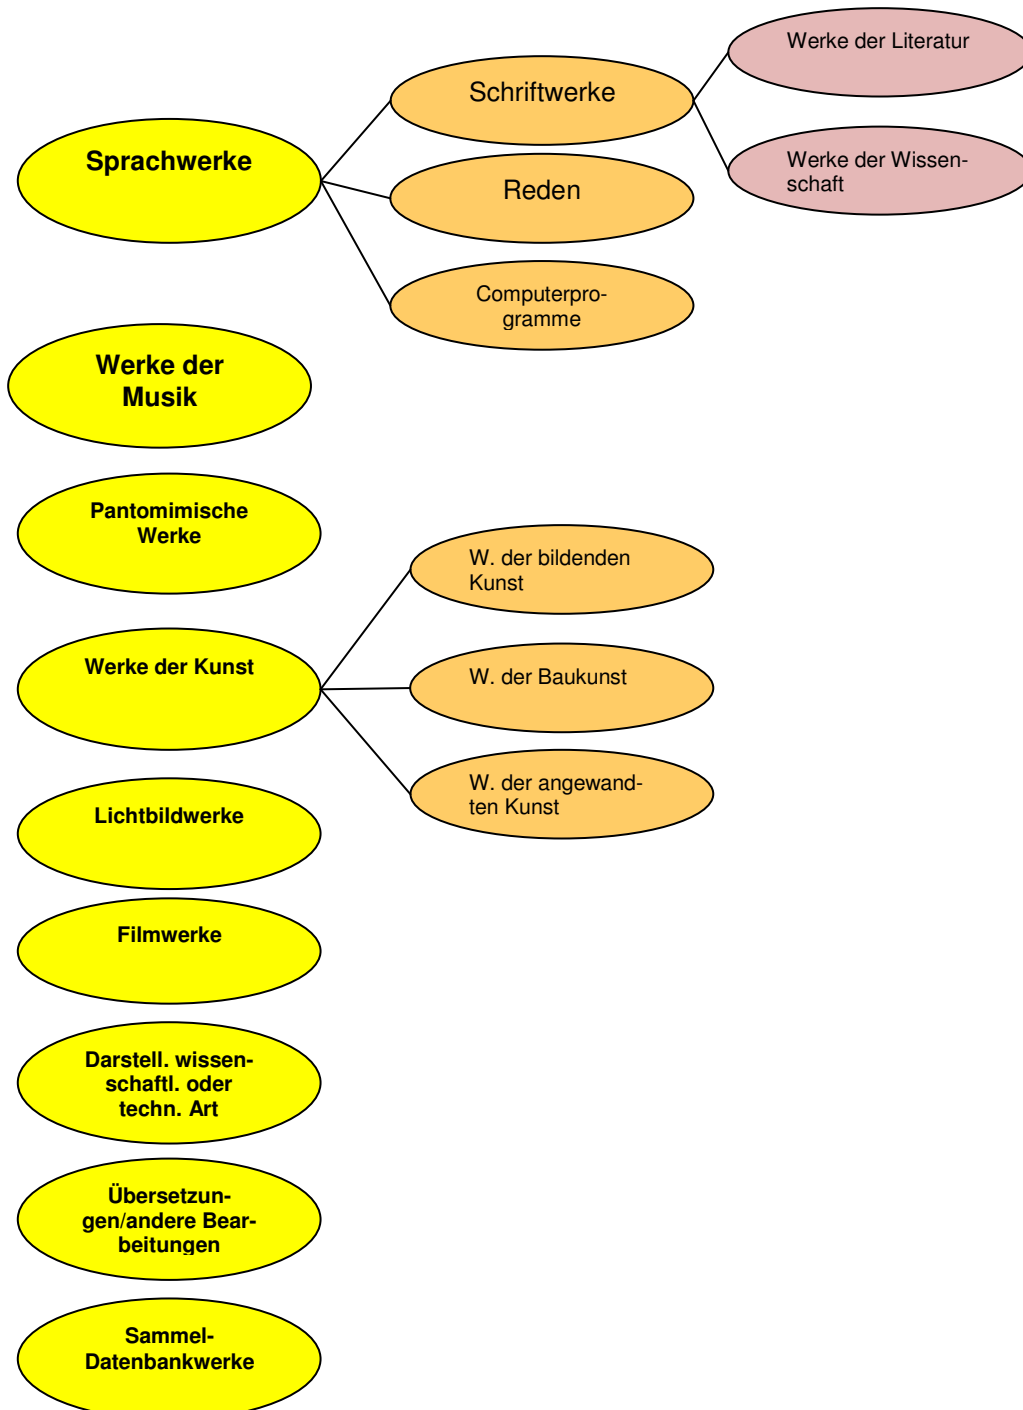 Sprachwerke
Schriftwerke
Werke der Literatur
Werke der Wissen-
schaft
Reden
Computerpro-
gramme
Werke der
Musik
Pantomimische
Werke
Werke der Kunst
W. der bildenden
Kunst
W. der Baukunst
W. der angewand-
ten Kunst
Lichtbildwerke
Filmwerke
Darstell. wissen-
schaftl. oder
techn. Art
Übersetzun-
gen/andere Bear-
beitungen
Sammel-
Datenbankwerke